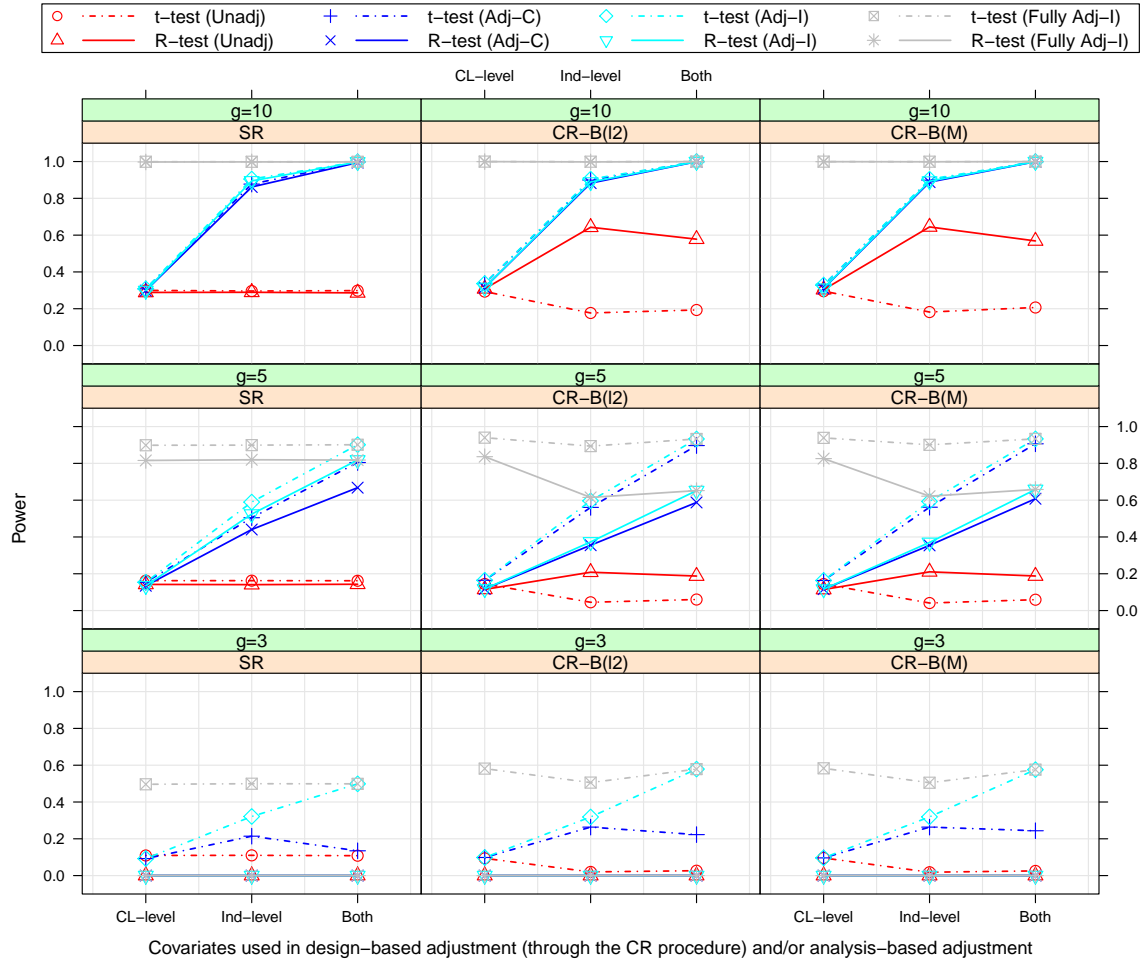 t−test (Unadj) t−test (Adj−C) t−test (Adj−I) t−test (Fully Adj−I)
R−test (Unadj) R−test (Adj−C) R−test (Adj−I) R−test (Fully Adj−I)
CL−level Ind−level Both
g=10 g=10 g=10
SR CR−B(l2) CR−B(M)
1.0
0.8
0.6
0.4
0.2
0.0
g=5 g=5 g=5
SR CR−B(l2) CR−B(M)
1.0
0.8
0.6
0.4
0.2
0.0
Power
g=3 g=3 g=3
SR CR−B(l2) CR−B(M)
1.0
0.8
0.6
0.4
0.2
0.0
CL−level Ind−level Both CL−level Ind−level Both
Covariates used in design−based adjustment (through the CR procedure) and/or analysis−based adjustment